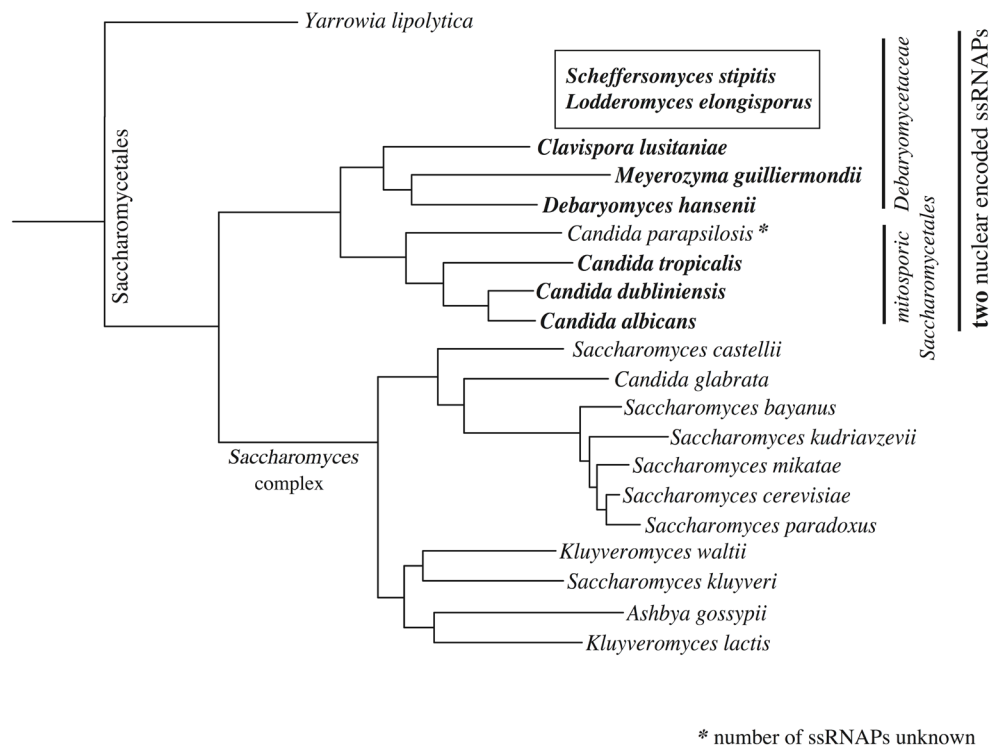 Yarrowia lipolytica
Saccharomycetales
Scheffersomyces stipitis
Lodderomyces elongisporus
Clavispora lusitaniae
Meyerozyma guilliermondii
Debaryomyces hansenii
Candida parapsilosis *
Candida tropicalis
Candida dubliniensis
Candida albicans
Debaryomycetaceae
mitosporic
Saccharomycetales
two nuclear encoded ssRNAPs
Saccharomyces castellii
Candida glabrata
Saccharomyces bayanus
Saccharomyces kudriavzevii
Saccharomyces
complex
Saccharomyces mikatae
Saccharomyces cerevisiae
Saccharomyces paradoxus
Kluyveromyces waltii
Saccharomyces kluyveri
Ashbya gossypii
Kluyveromyces lactis
* number of ssRNAPs unknown